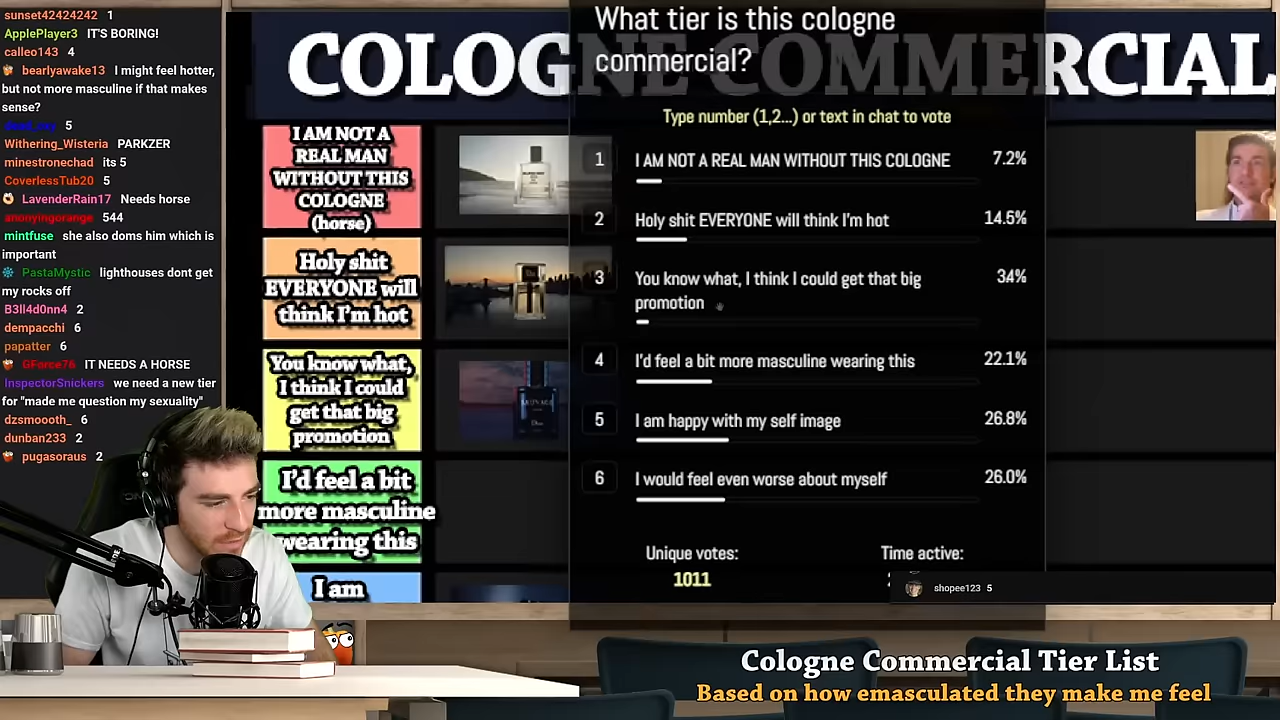 sunset42424242 1
ApplePlayer3 IT'S BORING!
calleo143 4
bearlyawake13 I might feel hotter,
but not more masculine if that makes
sense?
5
Withering_Wisteria PARKZER
minestronechad its 5
CoverlessTub20 5
LavenderRain17 Needs horse
anonyingorange 544
mintfuse she also doms him which is
important
PastaMystic lighthouses dont get
my rocks off
B3ll4d0nn4 2
dempacchi 6
papatter 6
GForce76 IT NEEDS A HORSE
InspectorSnickers we need a new tier
for "made me question my sexuality"
dzsmoooth_ 6
dunban233 2
pugasoraus 2
COLOGNE COMMERCIAL
I AM NOT A
REAL MAN
WITHOUT THIS
COLOGNE
(horse)
Holy shit
EVERYONE will
think I'm hot
You know what,
I think I could
get that big
promotion
I'd feel a bit
more masculine
wearing this
I am
SAUVAGE
Dior
What tier is this cologne
commercial?
Type number (1,2...) or text in chat to vote
1 I AM NOT A REAL MAN WITHOUT THIS COLOGNE 7.2%
2 Holy shit EVERYONE will think I'm hot 14.5%
3 You know what, I think I could get that big
promotion
4 I'd feel a bit more masculine wearing this 22.1%
5 I am happy with my self image 26.8%
6 I would feel even worse about myself 26.0%
Unique votes: Time active:
1011
shopee123 5
Cologne Commercial Tier List
Based on how emasculated they make me feel